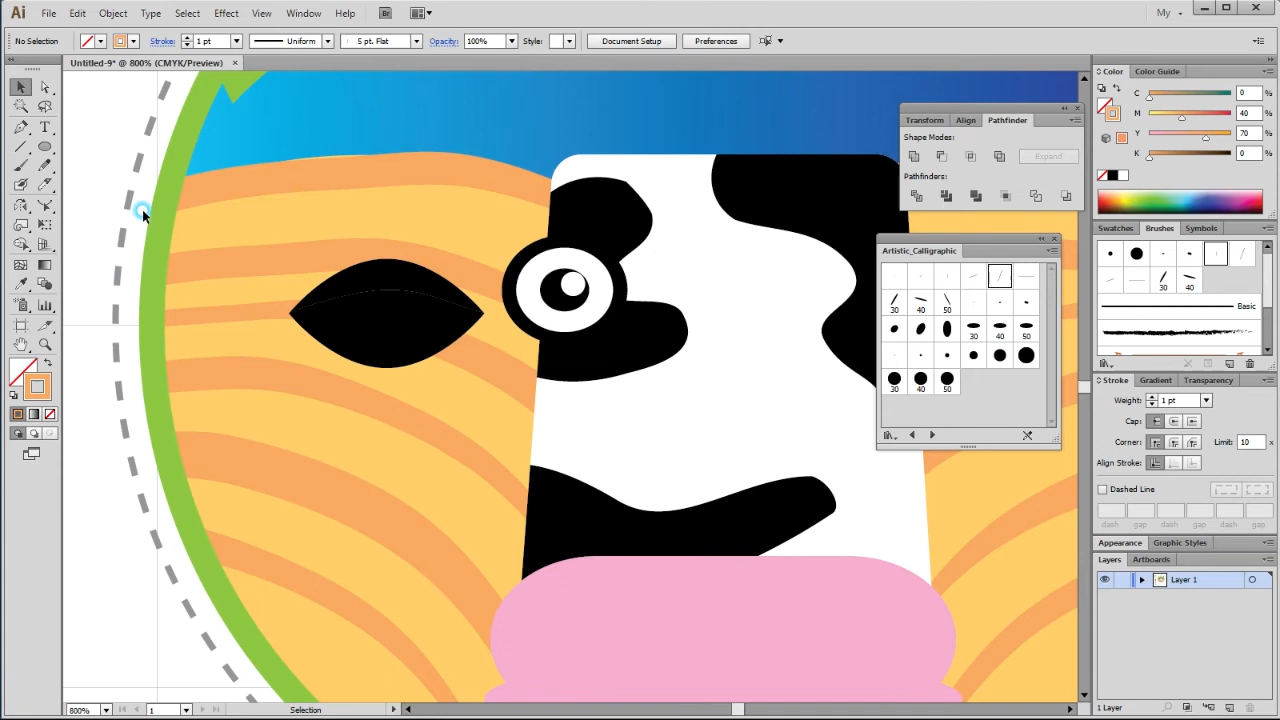 Ai File Edit Object Type Select Effect View Window Help Br My
No Selection Stroke: 1 pt Uniform 5 pt. Flat Opacity: 100% Style: Document Setup Preferences
Untitled-9* @ 800% (CMYK/Preview)
Color Color Guide
C 0 %
M 40 %
Y 70 %
K 0 %
Transform Align Pathfinder
Shape Modes:
Expand
Pathfinders:
Swatches Brushes Symbols
30 40
Basic
Artistic_Calligraphic
30 40 50
30 40 50
30 40 50
Stroke Gradient Transparency
Weight: 1 pt
Cap:
Corner: Limit: 10 x
Align Stroke:
Dashed Line
dash gap dash gap dash gap
Appearance Graphic Styles
Layers Artboards
Layer 1
1 Layer
800% 1 Selection